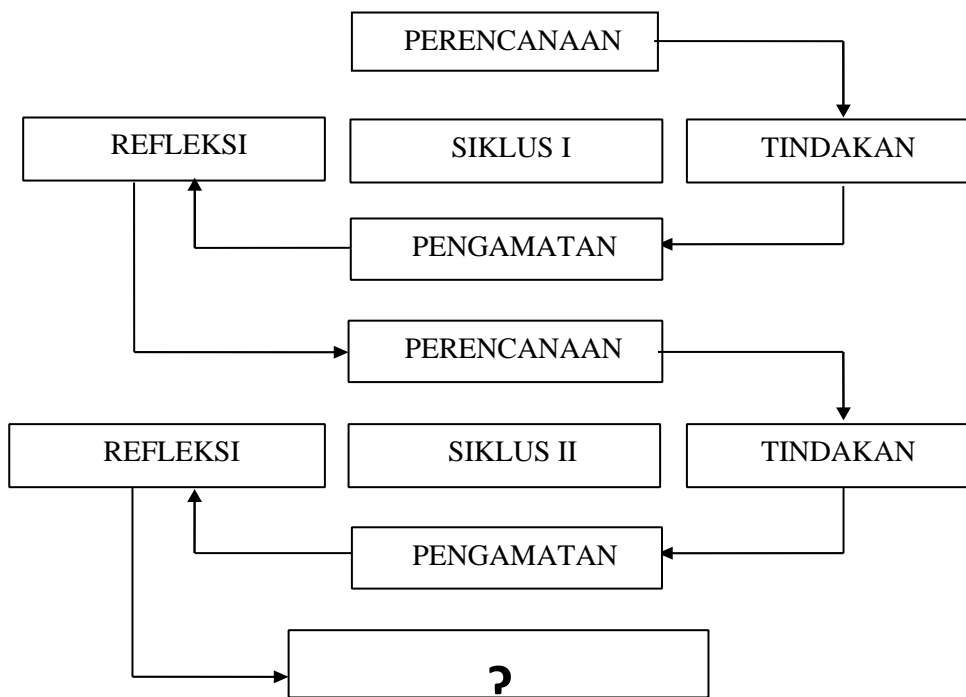 PERENCANAAN
REFLEKSI
SIKLUS I
TINDAKAN
PENGAMATAN
PERENCANAAN
REFLEKSI
SIKLUS II
TINDAKAN
PENGAMATAN
?